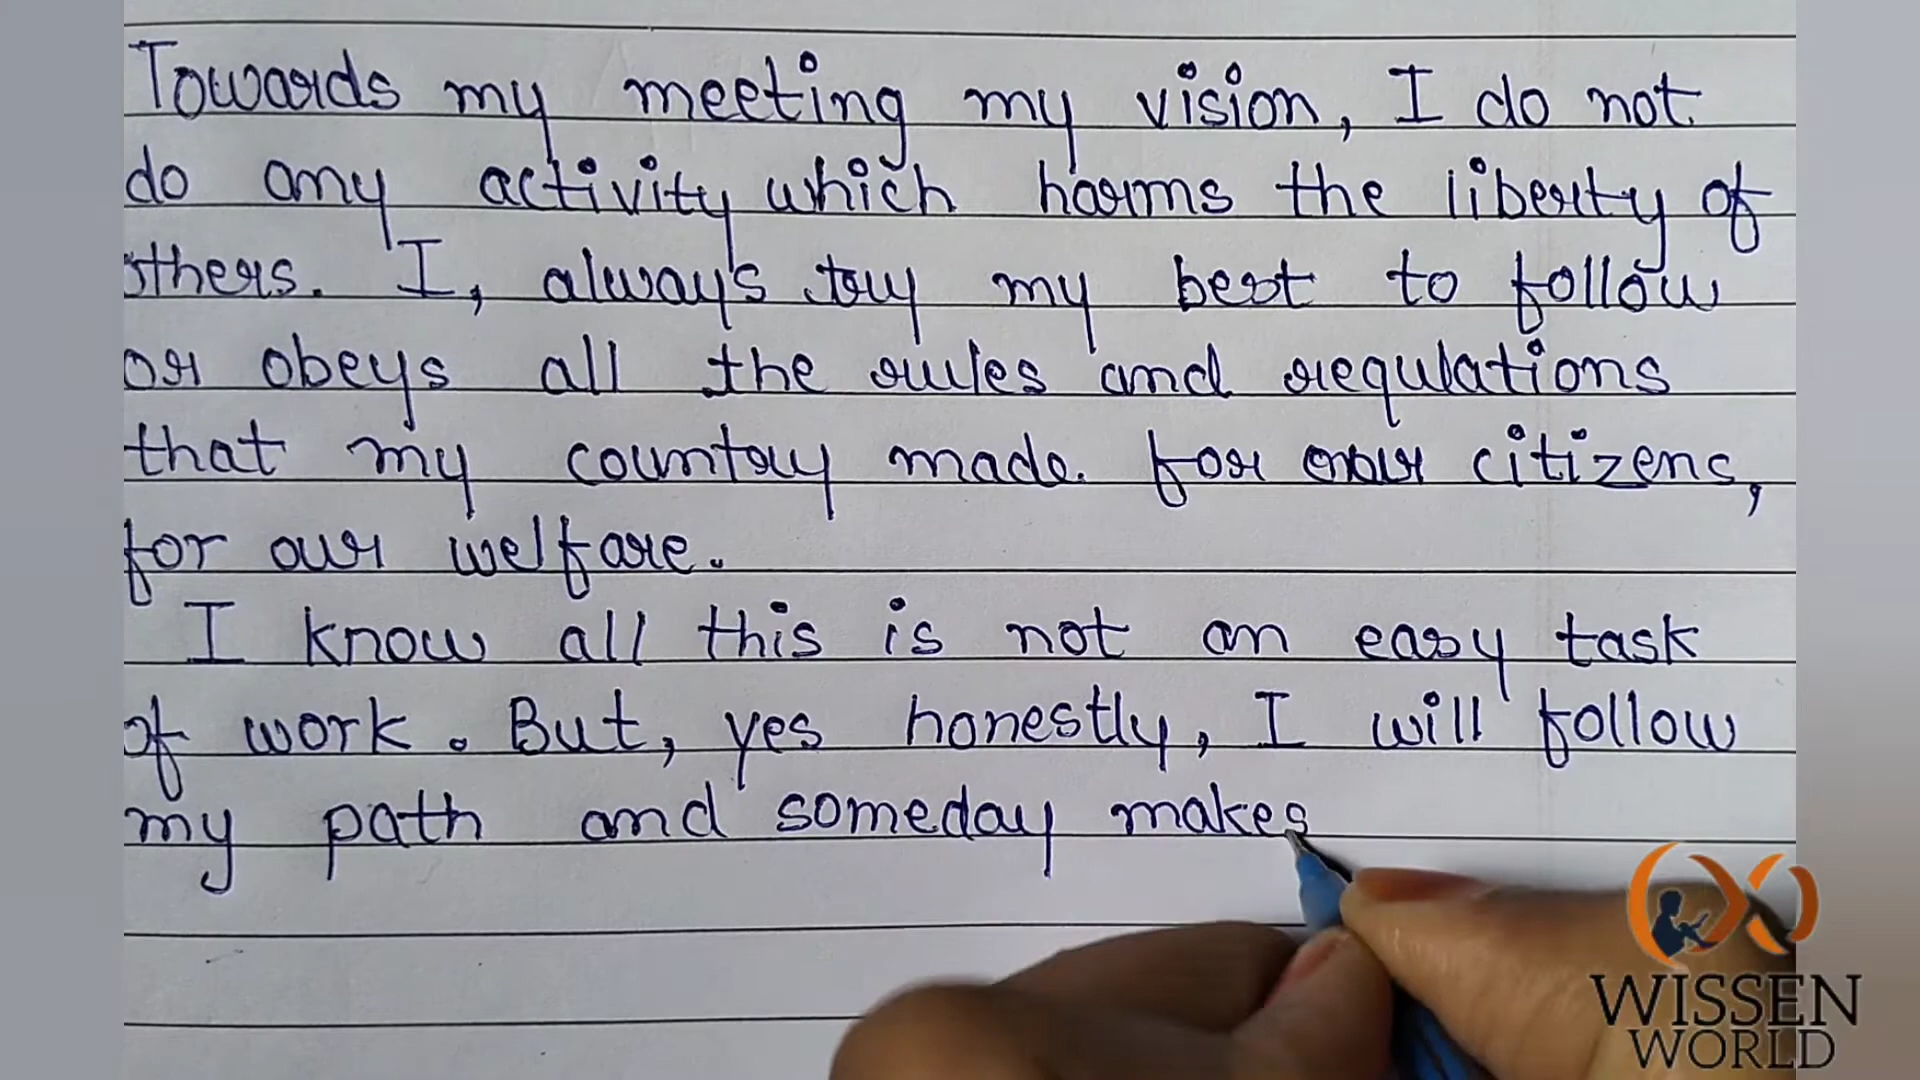 Towards my meeting my vision, I do not
do any activity which harms the liberty of
others. I, always try my best to follow
or obeys all the rules and regulations
that my country made. for our citizens,
for our welfare.
I know all this is not an easy task
of work. But, yes honestly, I will follow
my path and someday makes
WISSEN
WORLD